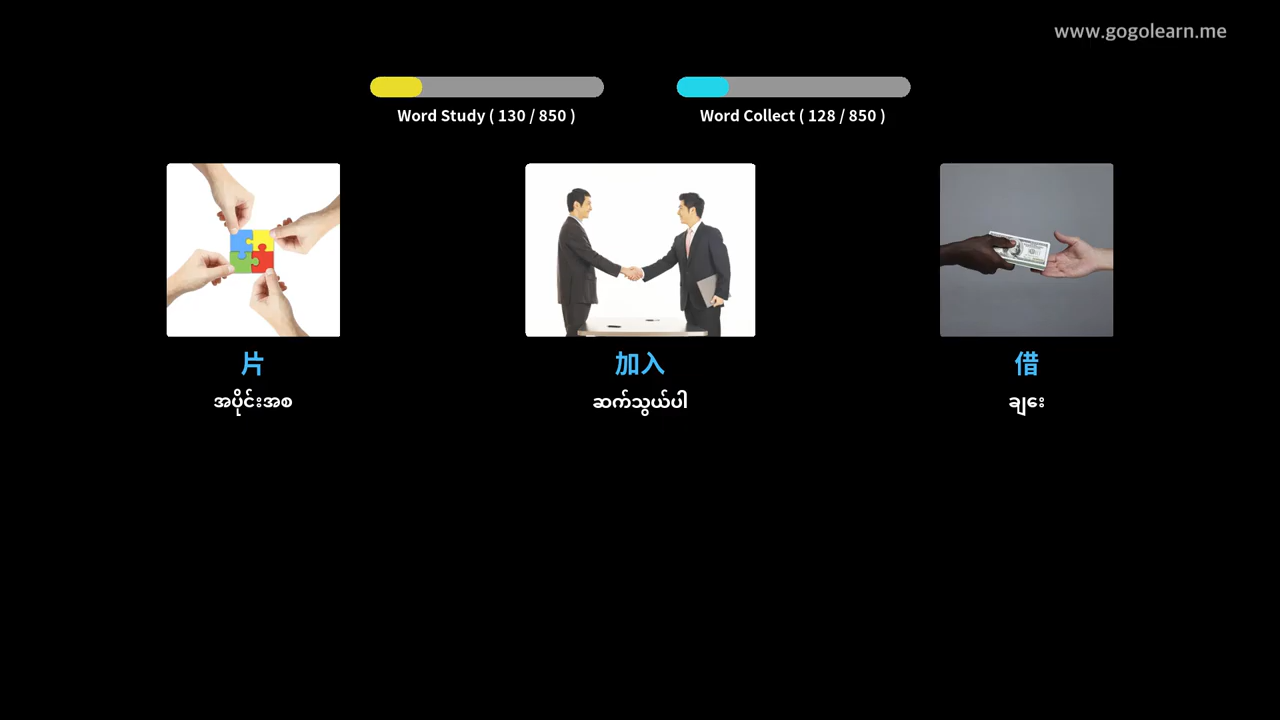 www.gogolearn.me
Word Study ( 130 / 850 )
Word Collect ( 128 / 850 )
片
加入
借
အပိုင်းအစ
ဆက်သွယ်ပါ
ချေး